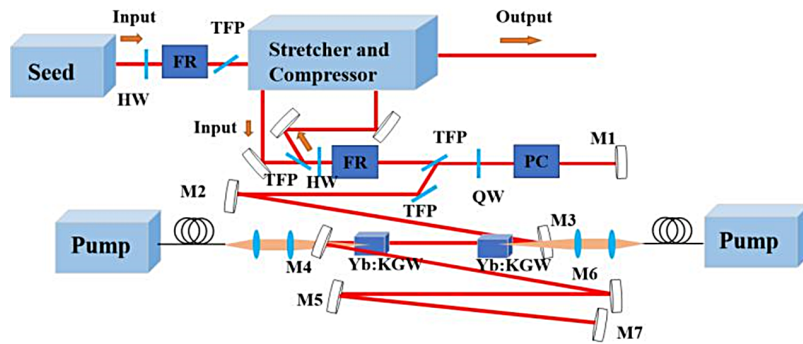 Input
TFP
Output
Seed
FR
Stretcher and
Compressor
HW
Input
TFP
M1
FR
PC
TFP
HW
QW
M2
TFP
M3
Pump
Pump
M4
Yb:KGW
Yb:KGW
M6
M5
M7